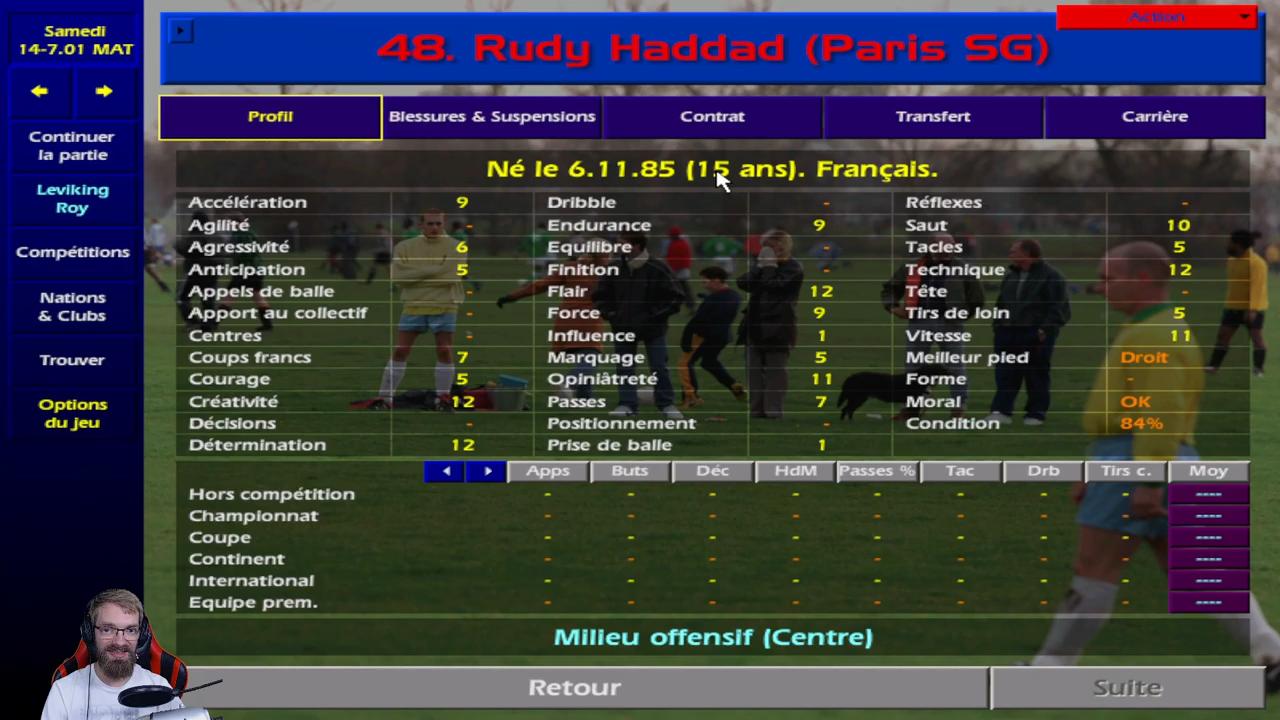 Samedi
14-7.01 MAT
Continuer
la partie
Leviking
Roy
Compétitions
Nations
& Clubs
Trouver
Options
du jeu
Action
48. Rudy Haddad (Paris SG)
Profil Blessures & Suspensions Contrat Transfert Carrière
Né le 6.11.85 (15 ans). Français.
Accélération 9 Dribble - Réflexes -
Agilité - Endurance 9 Saut 10
Agressivité 6 Equilibre - Tacles 5
Anticipation 5 Finition - Technique 12
Appels de balle - Flair 12 Tête -
Apport au collectif - Force 9 Tirs de loin 5
Centres - Influence 1 Vitesse 11
Coups francs 7 Marquage 5 Meilleur pied Droit
Courage 5 Opiniâtreté 11 Forme -
Créativité 12 Passes 7 Moral OK
Décisions - Positionnement - Condition 84%
Détermination 12 Prise de balle 1
Apps Buts Déc HdM Passes % Tac Drb Tirs c. Moy
Hors compétition - - - - - - - - ----
Championnat - - - - - - - - ----
Coupe - - - - - - - - ----
Continent - - - - - - - - ----
International - - - - - - - - ----
Equipe prem. - - - - - - - - ----
Milieu offensif (Centre)
Retour Suite